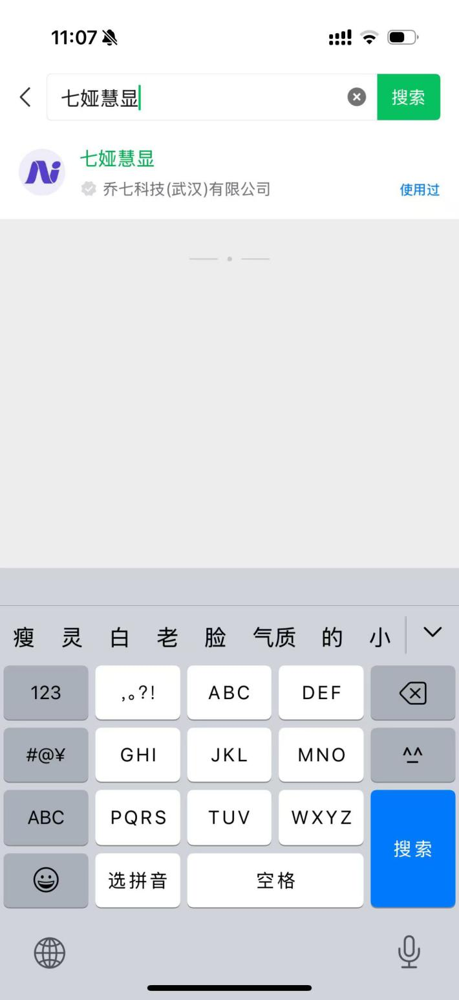 11:07
七娅慧显
搜索
七娅慧显
乔七科技(武汉)有限公司
使用过
瘦 灵 白 老 脸 气质 的 小
123 ,。?! ABC DEF
#@¥ GHI JKL MNO ^^
ABC PQRS TUV WXYZ
搜索
选拼音 空格